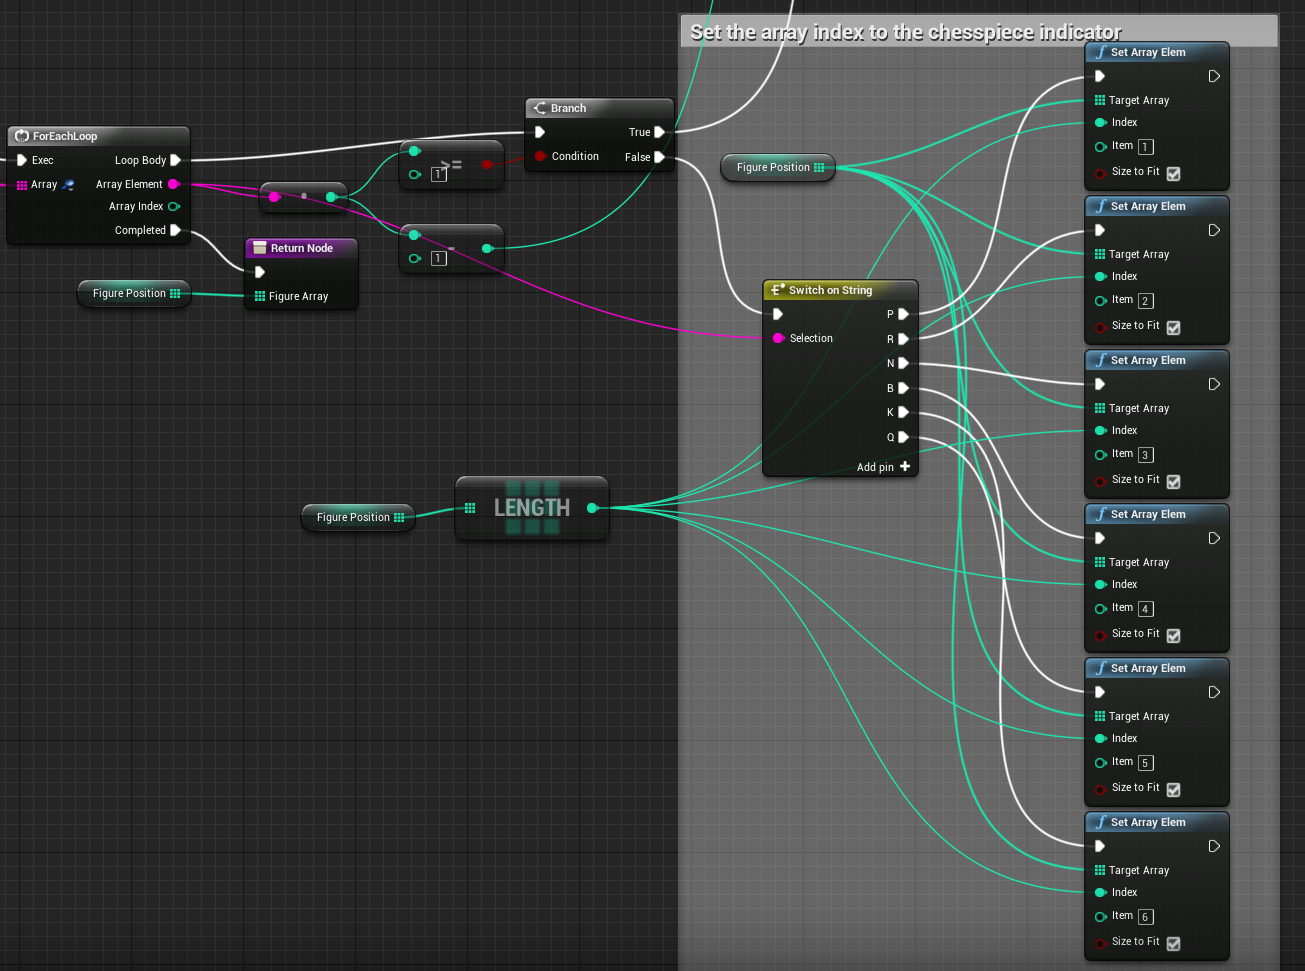 Set the array index to the chesspiece indicator
ForEachLoop
Exec
Loop Body
Array
Array Element
Array Index
Completed
Return Node
Figure Array
Figure Position
>=
1
-
1
Branch
True
Condition
False
Figure Position
Switch on String
P
Selection
R
N
B
K
Q
Add pin +
Figure Position
LENGTH
f Set Array Elem
Target Array
Index
Item 1
Size to Fit
f Set Array Elem
Target Array
Index
Item 2
Size to Fit
f Set Array Elem
Target Array
Index
Item 3
Size to Fit
f Set Array Elem
Target Array
Index
Item 4
Size to Fit
f Set Array Elem
Target Array
Index
Item 5
Size to Fit
f Set Array Elem
Target Array
Index
Item 6
Size to Fit